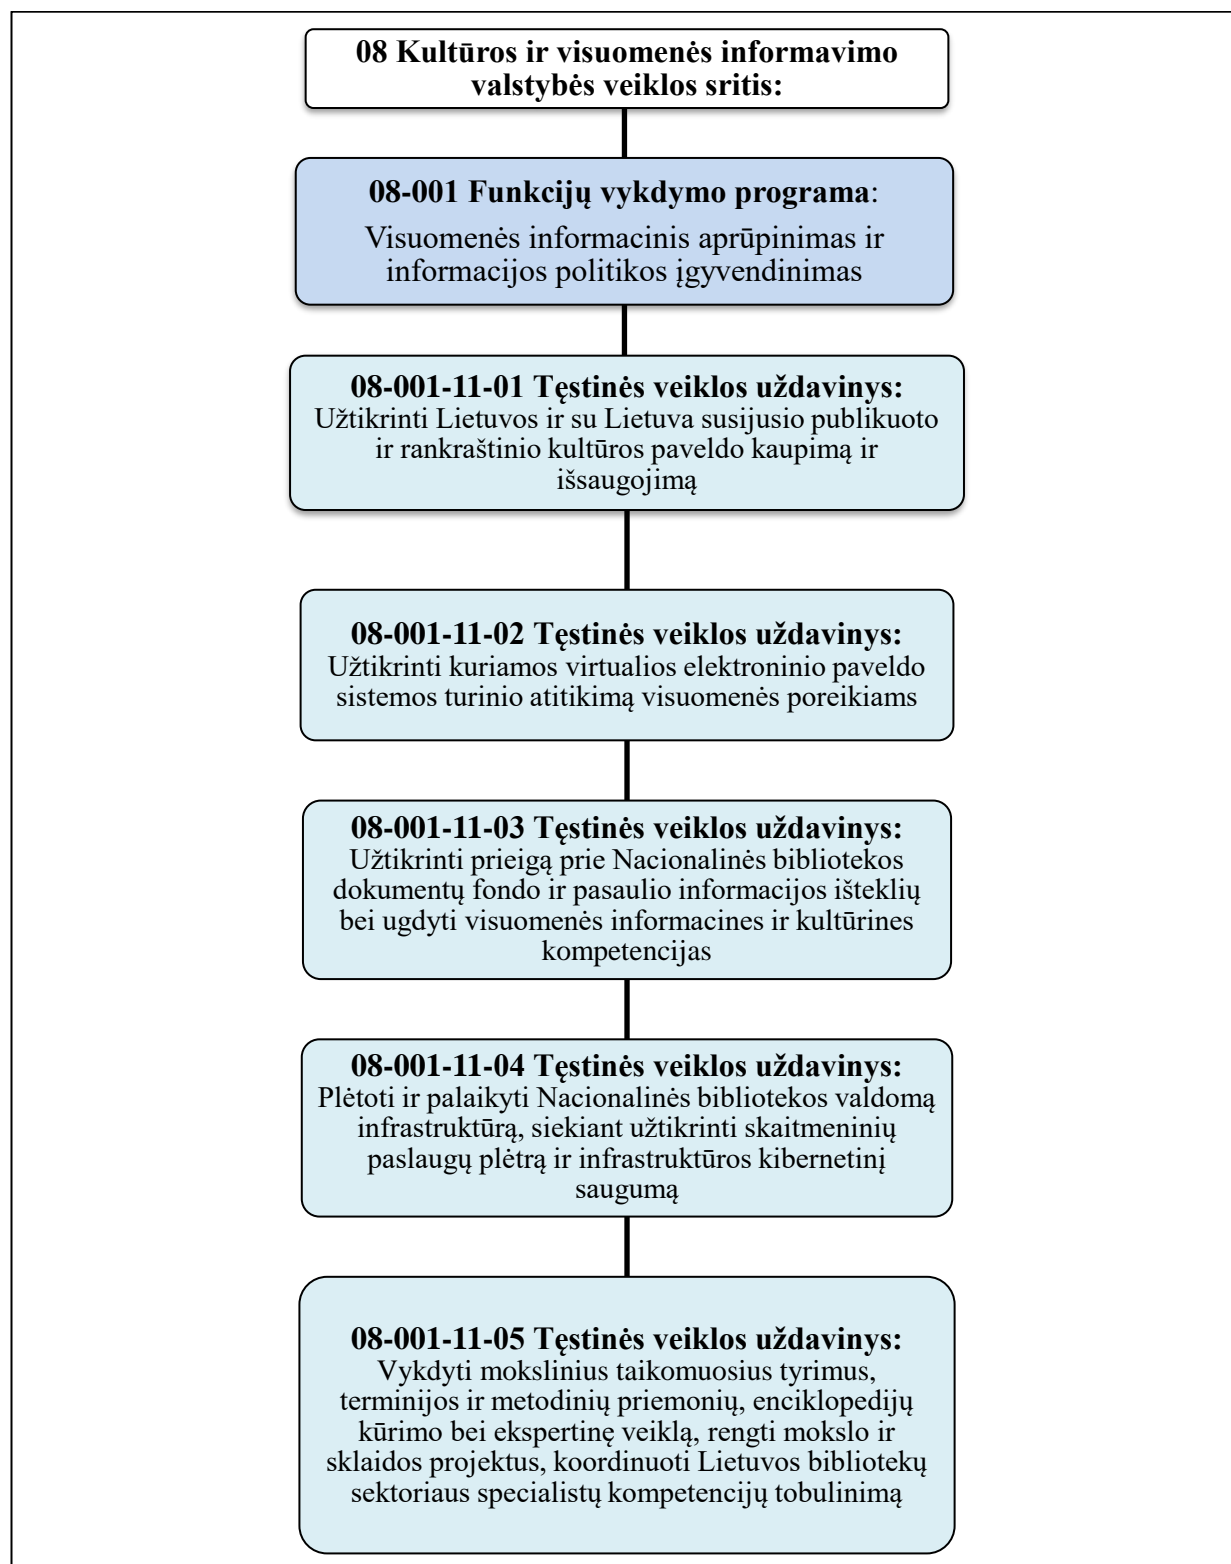 08 Kultūros ir visuomenės informavimo
valstybės veiklos sritis:
08-001 Funkcijų vykdymo programa:
Visuomenės informacinis aprūpinimas ir
informacijos politikos įgyvendinimas
08-001-11-01 Tęstinės veiklos uždavinys:
Užtikrinti Lietuvos ir su Lietuva susijusio publikuoto
ir rankraštinio kultūros paveldo kaupimą ir
išsaugojimą
08-001-11-02 Tęstinės veiklos uždavinys:
Užtikrinti kuriamos virtualios elektroninio paveldo
sistemos turinio atitikimą visuomenės poreikiams
08-001-11-03 Tęstinės veiklos uždavinys:
Užtikrinti prieigą prie Nacionalinės bibliotekos
dokumentų fondo ir pasaulio informacijos išteklių
bei ugdyti visuomenės informacines ir kultūrines
kompetencijas
08-001-11-04 Tęstinės veiklos uždavinys:
Plėtoti ir palaikyti Nacionalinės bibliotekos valdomą
infrastruktūrą, siekiant užtikrinti skaitmeninių
paslaugų plėtrą ir infrastruktūros kibernetinį
saugumą
08-001-11-05 Tęstinės veiklos uždavinys:
Vykdyti mokslinius taikomuosius tyrimus,
terminijos ir metodinių priemonių, enciklopedijų
kūrimo bei ekspertinę veiklą, rengti mokslo ir
sklaidos projektus, koordinuoti Lietuvos bibliotekų
sektoriaus specialistų kompetencijų tobulinimą